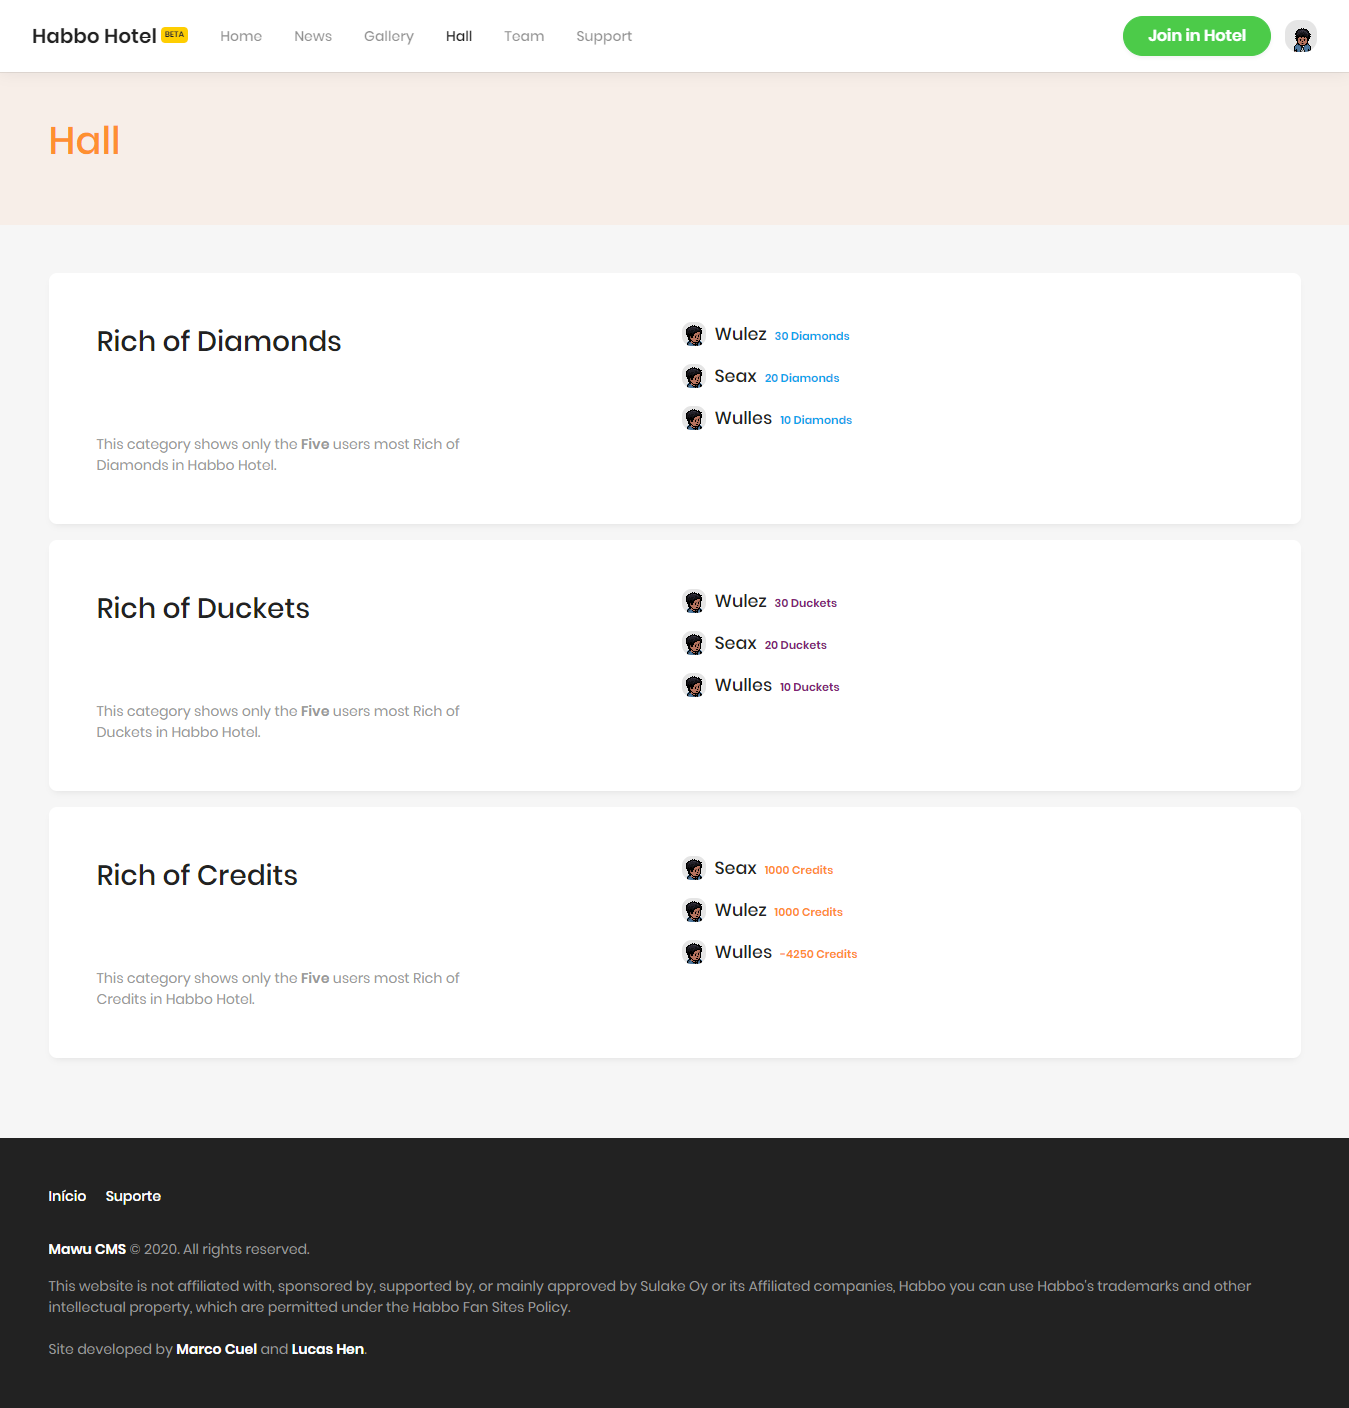 Habbo Hotel BETA Home News Gallery Hall Team Support Join in Hotel
Hall
Rich of Diamonds
This category shows only the Five users most Rich of
Diamonds in Habbo Hotel.
Wulez 30 Diamonds
Seax 20 Diamonds
Wulles 10 Diamonds
Rich of Duckets
This category shows only the Five users most Rich of
Duckets in Habbo Hotel.
Wulez 30 Duckets
Seax 20 Duckets
Wulles 10 Duckets
Rich of Credits
This category shows only the Five users most Rich of
Credits in Habbo Hotel.
Seax 1000 Credits
Wulez 1000 Credits
Wulles -4250 Credits
Início Suporte
Mawu CMS © 2020. All rights reserved.
This website is not affiliated with, sponsored by, supported by, or mainly approved by Sulake Oy or its Affiliated companies, Habbo you can use Habbo's trademarks and other
intellectual property, which are permitted under the Habbo Fan Sites Policy.
Site developed by Marco Cuel and Lucas Hen.